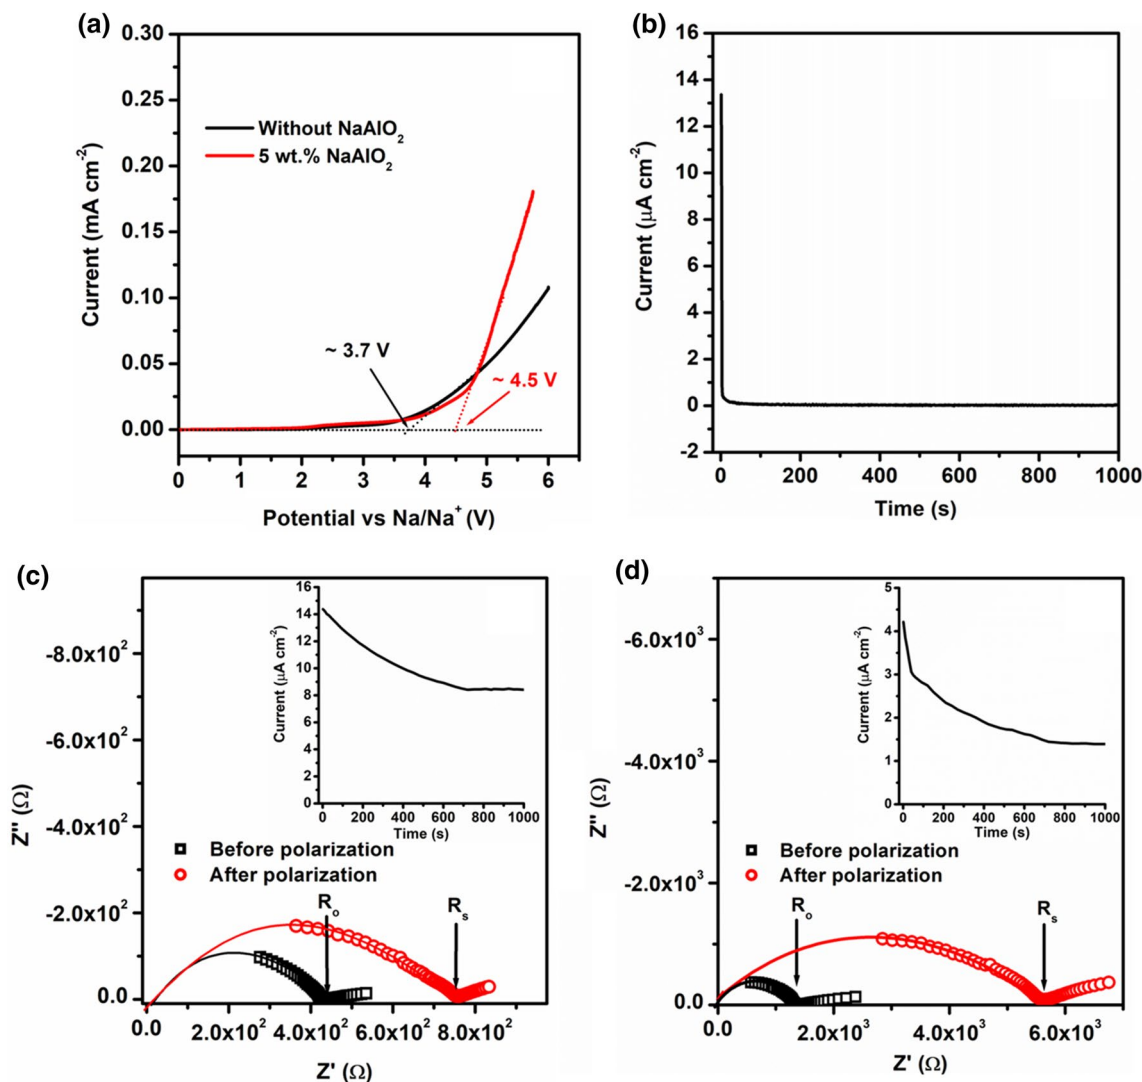 (a)
0.30
0.25
0.20
0.15
0.10
0.05
0.00
Current (mA cm⁻²)
Without NaAlO₂
5 wt.% NaAlO₂
~ 3.7 V
~ 4.5 V
0 1 2 3 4 5 6
Potential vs Na/Na⁺ (V)
(b)
16
14
12
10
8
6
4
2
0
-2
Current (μA cm⁻²)
0 200 400 600 800 1000
Time (s)
(c)
-8.0x10²
-6.0x10²
-4.0x10²
-2.0x10²
0.0
Z'' (Ω)
16
14
12
10
8
6
4
2
0
Current (μA cm⁻²)
0 200 400 600 800 1000
Time (s)
Before polarization
After polarization
Rₒ
Rₛ
0.0 2.0x10² 4.0x10² 6.0x10² 8.0x10²
Z' (Ω)
(d)
-6.0x10³
-4.0x10³
-2.0x10³
0.0
Z'' (Ω)
5
4
3
2
1
0
Current (μA cm⁻²)
0 200 400 600 800 1000
Time (s)
Before polarization
After polarization
Rₒ
Rₛ
0.0 2.0x10³ 4.0x10³ 6.0x10³
Z' (Ω)